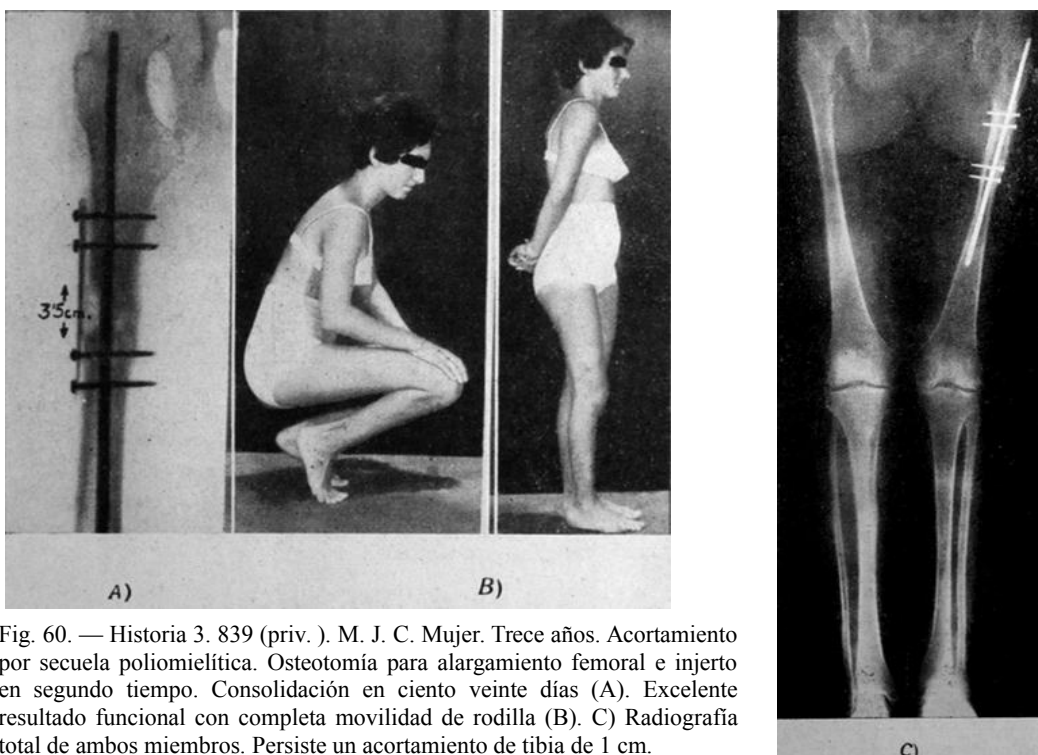 3'5cm.
A)
B)
Fig. 60. — Historia 3. 839 (priv. ). M. J. C. Mujer. Trece años. Acortamiento
por secuela poliomielítica. Osteotomía para alargamiento femoral e injerto
en segundo tiempo. Consolidación en ciento veinte días (A). Excelente
resultado funcional con completa movilidad de rodilla (B). C) Radiografía
total de ambos miembros. Persiste un acortamiento de tibia de 1 cm.
C)